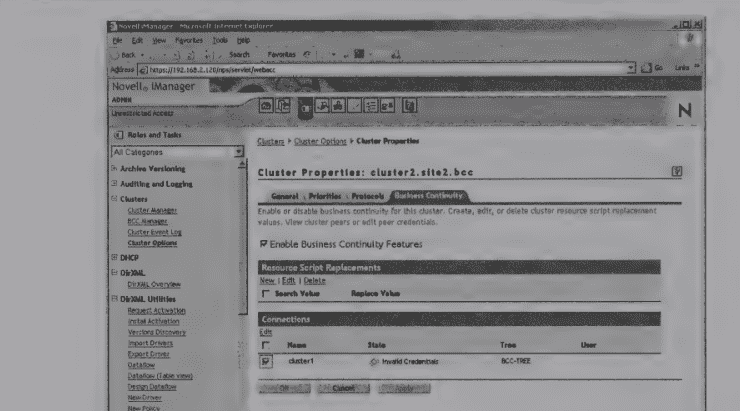 Novell iManager - Microsoft Internet Explorer
File Edit View Favorites Tools Help
Back Search Favorites
Address https://192.168.2.120/nps/servlet/webacc Go Links »
Novell® iManager
ADMIN
Unrestricted Access
N
Roles and Tasks
All Categories
Archive Versioning
Auditing and Logging
Clusters
Cluster Manager
BCC Manager
Cluster Event Log
Cluster Options
DHCP
DirXML
DirXML Overview
DirXML Utilities
Request Activation
Install Activation
Versions Discovery
Import Drivers
Export Driver
Dataflow
Dataflow (Table view)
Design Dataflow
New Driver
New Policy
Clusters Cluster Options Cluster Properties
Cluster Properties: cluster2.site2.bcc
General Priorities Protocols Business Continuity
Enable or disable business continuity for this cluster. Create, edit, or delete cluster resource script replacement
values. View cluster peers or edit peer credentials.
Enable Business Continuity Features
Resource Script Replacements
New | Edit | Delete
Search Value Replace Value
Connections
Edit
Name State Tree User
cluster1 Invalid Credentials BCC-TREE
OK Cancel Apply